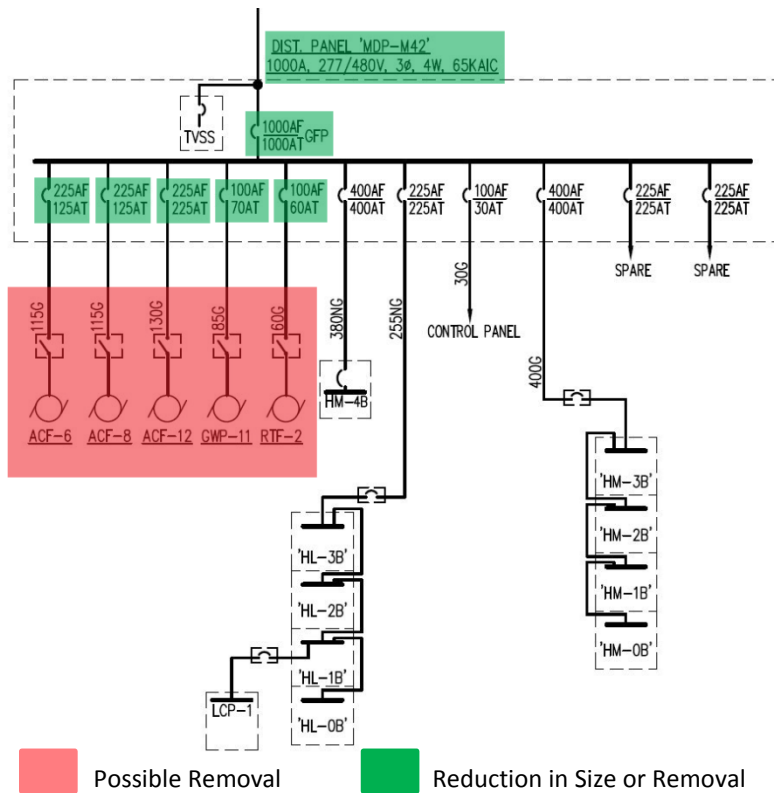 DIST. PANEL 'MDP-M42'
1000A, 277/480V, 3ø, 4W, 65KAIC
TVSS
1000AF
1000AT
GFP
225AF
125AT
225AF
125AT
225AF
225AT
100AF
70AT
100AF
60AT
400AF
400AT
225AF
225AT
100AF
30AT
400AF
400AT
225AF
225AT
225AF
225AT
115G
115G
130G
85G
60G
380NG
255NG
30G
400G
SPARE
SPARE
CONTROL PANEL
ACF-6
ACF-8
ACF-12
GWP-11
RTF-2
HM-4B
'HM-3B'
'HM-2B'
'HM-1B'
'HM-0B'
'HL-3B'
'HL-2B'
'HL-1B'
'HL-0B'
LCP-1
Possible Removal
Reduction in Size or Removal